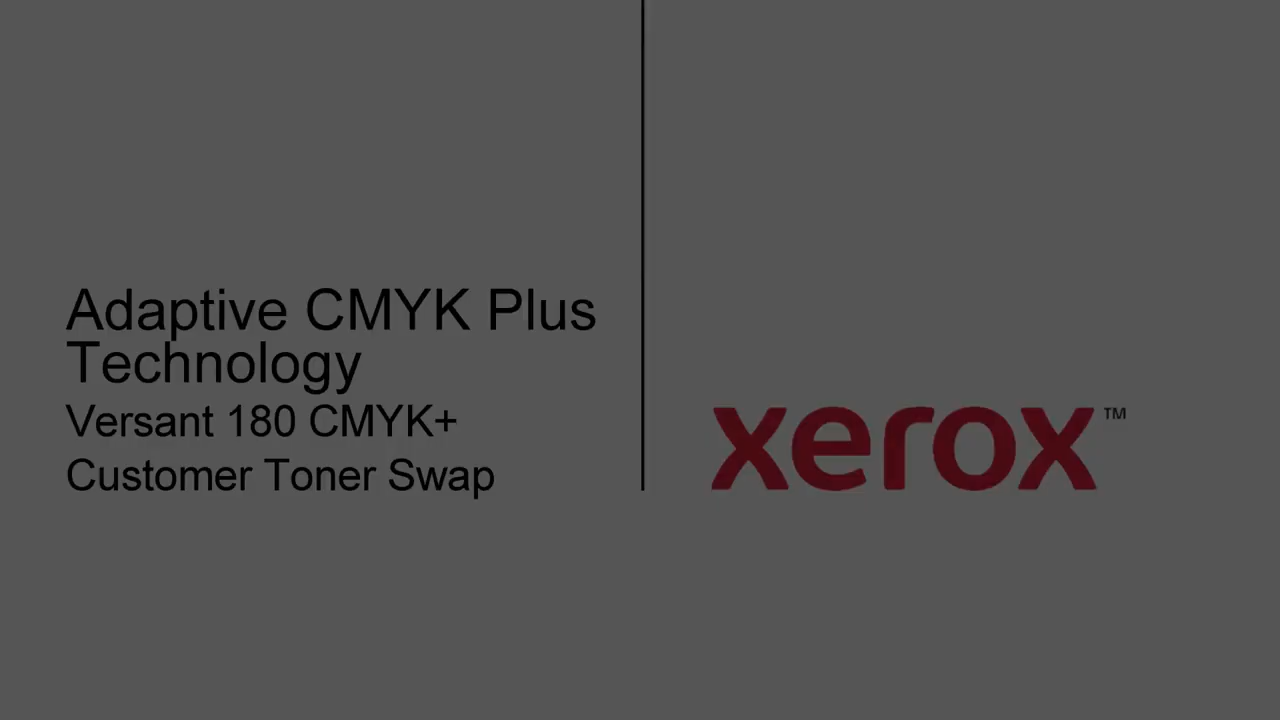 Adaptive CMYK Plus
Technology
Versant 180 CMYK+
Customer Toner Swap
xerox™